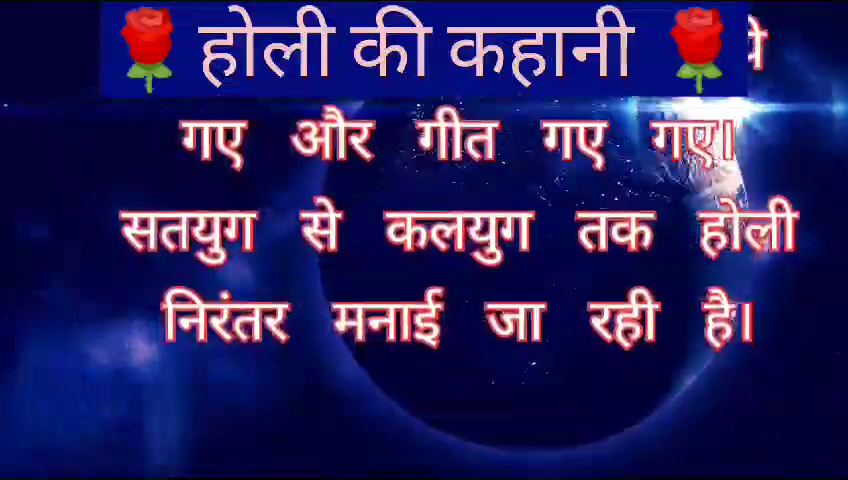 🌹 होली की कहानी 🌹
गए और गीत गए गए।
सतयुग से कलयुग तक होली
निरंतर मनाई जा रही है।